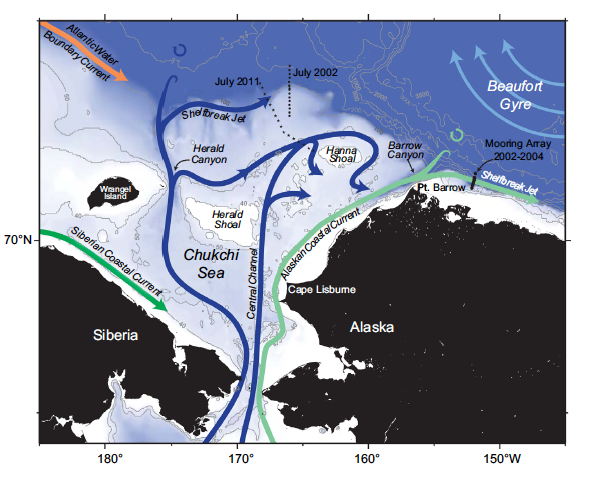 Atlantic Water
Boundary Current
July 2011
July 2002
Beaufort
Gyre
Shelfbreak Jet
Herald
Canyon
Hanna
Shoal
Barrow
Canyon
Mooring Array
2002-2004
Wrangel
Island
Pt. Barrow
Shelfbreak Jet
Herald
Shoal
70°N
Siberian Coastal Current
Chukchi
Sea
Central Channel
Alaskan Coastal Current
Cape Lisburne
Siberia
Alaska
180°
170°
160°
150°W